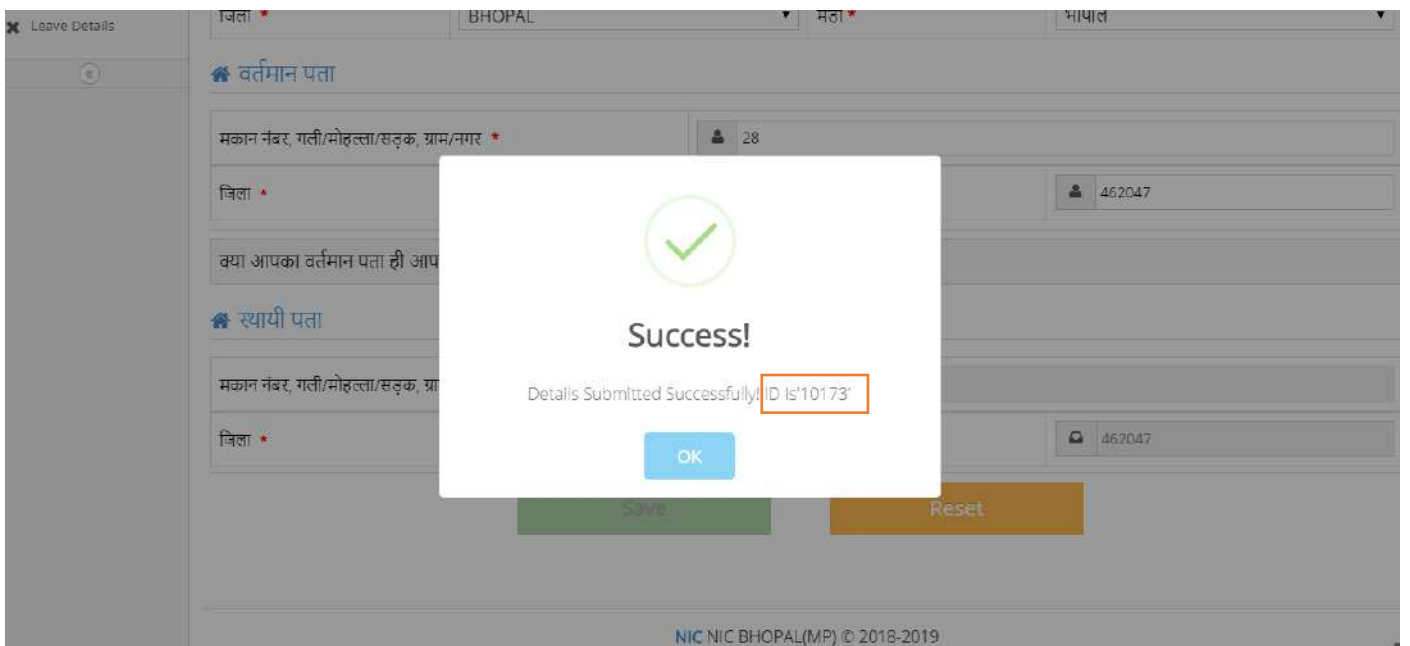 Leave Details
जिला * BHOPAL
भोपाल
वर्तमान पता
मकान नंबर, गली/मोहल्ला/सड़क, ग्राम/नगर * 28
जिला * 462047
क्या आपका वर्तमान पता ही आप
स्थायी पता
Success!
मकान नंबर, गली/मोहल्ला/सड़क, ग्रा
Details Submitted Successfully! ID Is'10173'
जिला * 462047
OK
Save Reset
NIC NIC BHOPAL(MP) © 2018-2019